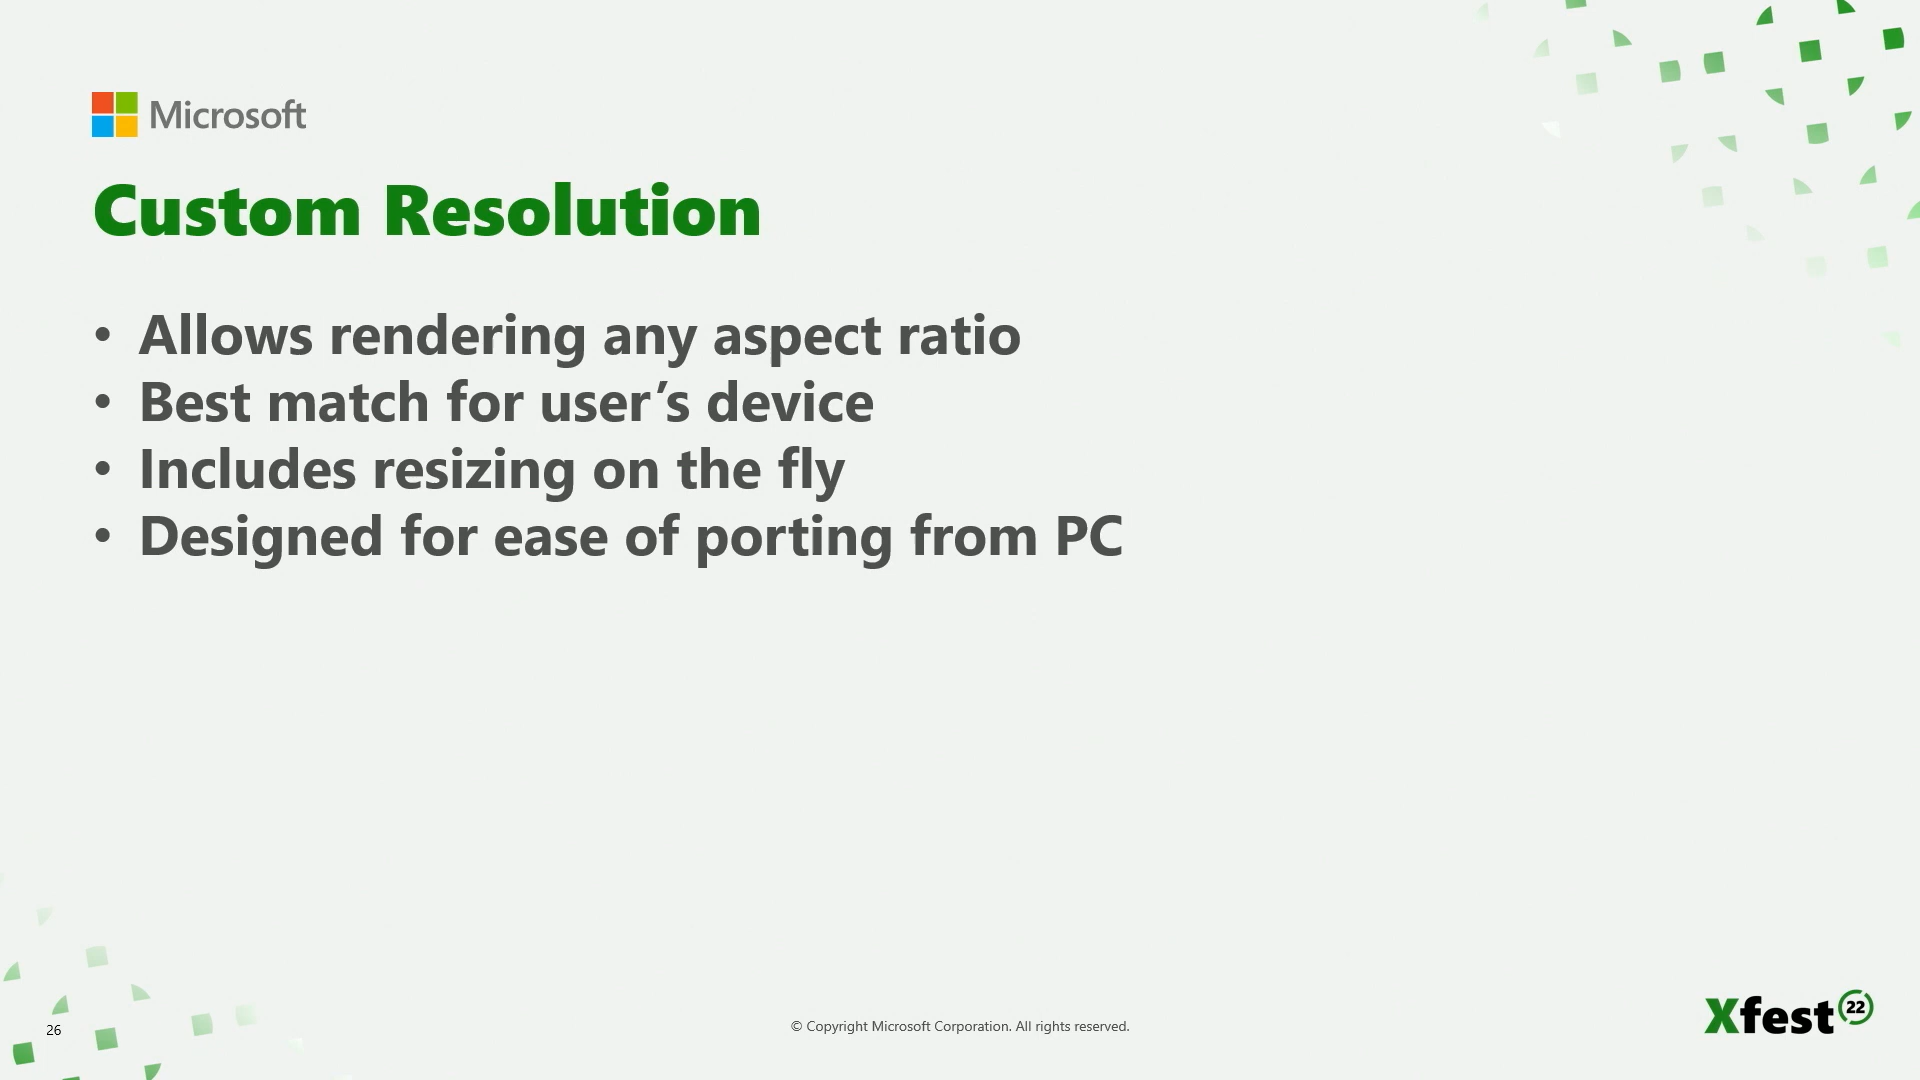 Microsoft
Custom Resolution
• Allows rendering any aspect ratio
• Best match for user’s device
• Includes resizing on the fly
• Designed for ease of porting from PC
26
© Copyright Microsoft Corporation. All rights reserved.
Xfest 22